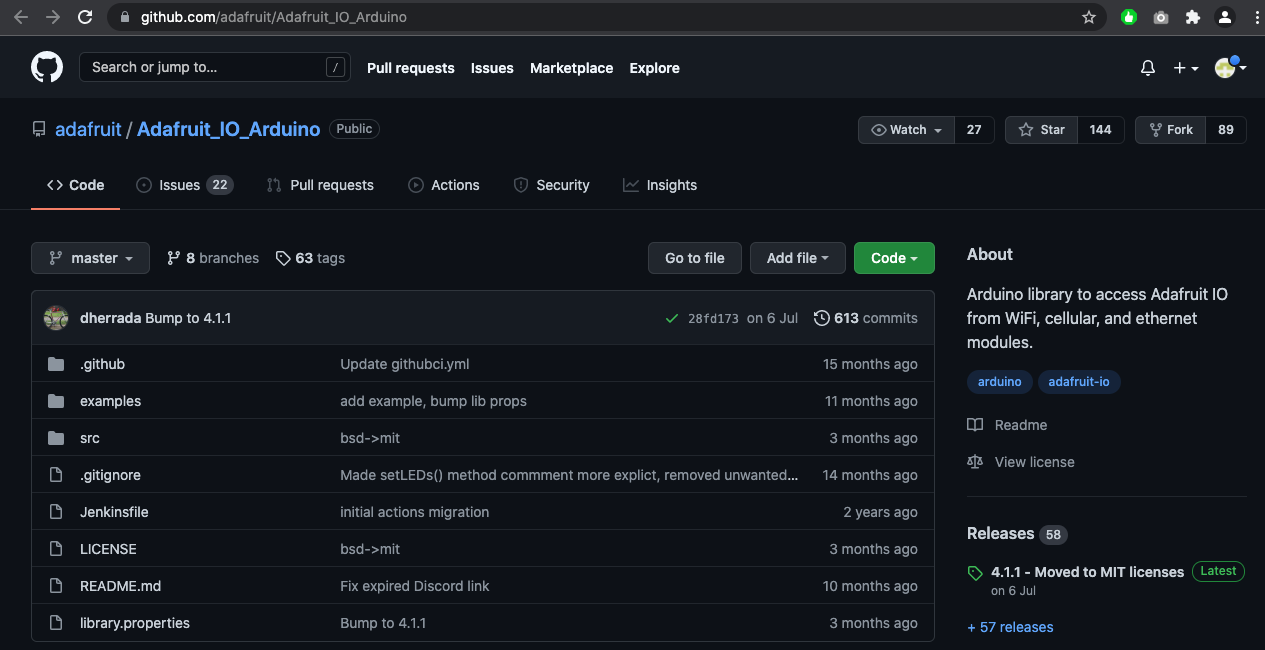 github.com/adafruit/Adafruit_IO_Arduino
Search or jump to... / Pull requests Issues Marketplace Explore
adafruit / Adafruit_IO_Arduino Public Watch 27 Star 144 Fork 89
Code Issues 22 Pull requests Actions Security Insights
master 8 branches 63 tags Go to file Add file Code
dherrada Bump to 4.1.1 28fd173 on 6 Jul 613 commits
.github Update githubci.yml 15 months ago
examples add example, bump lib props 11 months ago
src bsd->mit 3 months ago
.gitignore Made setLEDs() method commment more explict, removed unwanted... 14 months ago
Jenkinsfile initial actions migration 2 years ago
LICENSE bsd->mit 3 months ago
README.md Fix expired Discord link 10 months ago
library.properties Bump to 4.1.1 3 months ago
About
Arduino library to access Adafruit IO
from WiFi, cellular, and ethernet
modules.
arduino adafruit-io
Readme
View license
Releases 58
4.1.1 - Moved to MIT licenses Latest
on 6 Jul
+ 57 releases